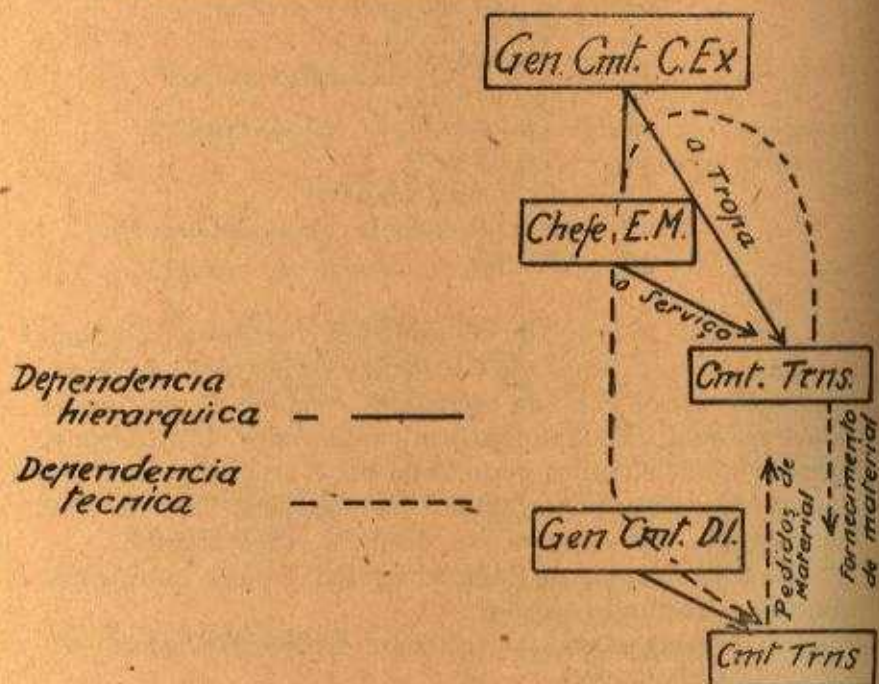 Gen. Cmt. C.Ex
a. Tropa
Chefe E.M.
a Serviço
Cmt. Trns.
Dependencia
hierarquica
Dependencia
tecnica
Gen Cmt. D.I.
Pedidos de
Material
Fornecimento
de material
Cmt Trns